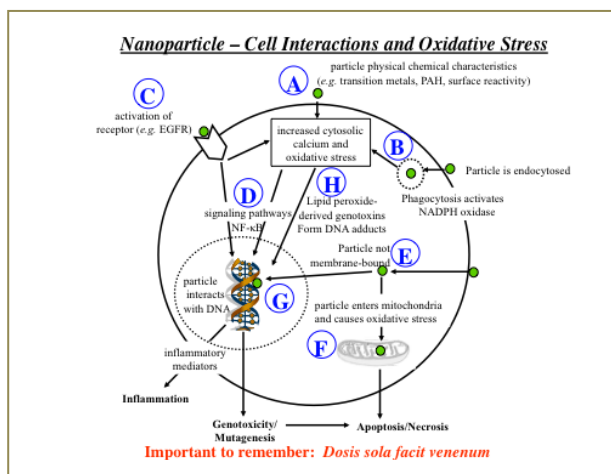 Nanoparticle – Cell Interactions and Oxidative Stress
A
particle physical chemical characteristics
(e.g. transition metals, PAH, surface reactivity)
C
activation of
receptor (e.g. EGFR)
increased cytosolic
calcium and
oxidative stress
B
Particle is endocytosed
Phagocytosis activates
NADPH oxidase
D
signaling pathways
NF-κB
H
Lipid peroxide-
derived genotoxins
Form DNA adducts
Particle not
membrane-bound
E
particle
interacts
with DNA
G
particle enters mitochondria
and causes oxidative stress
F
inflammatory
mediators
Inflammation
Genotoxicity/
Mutagenesis
Apoptosis/Necrosis
Important to remember: Dosis sola facit venenum